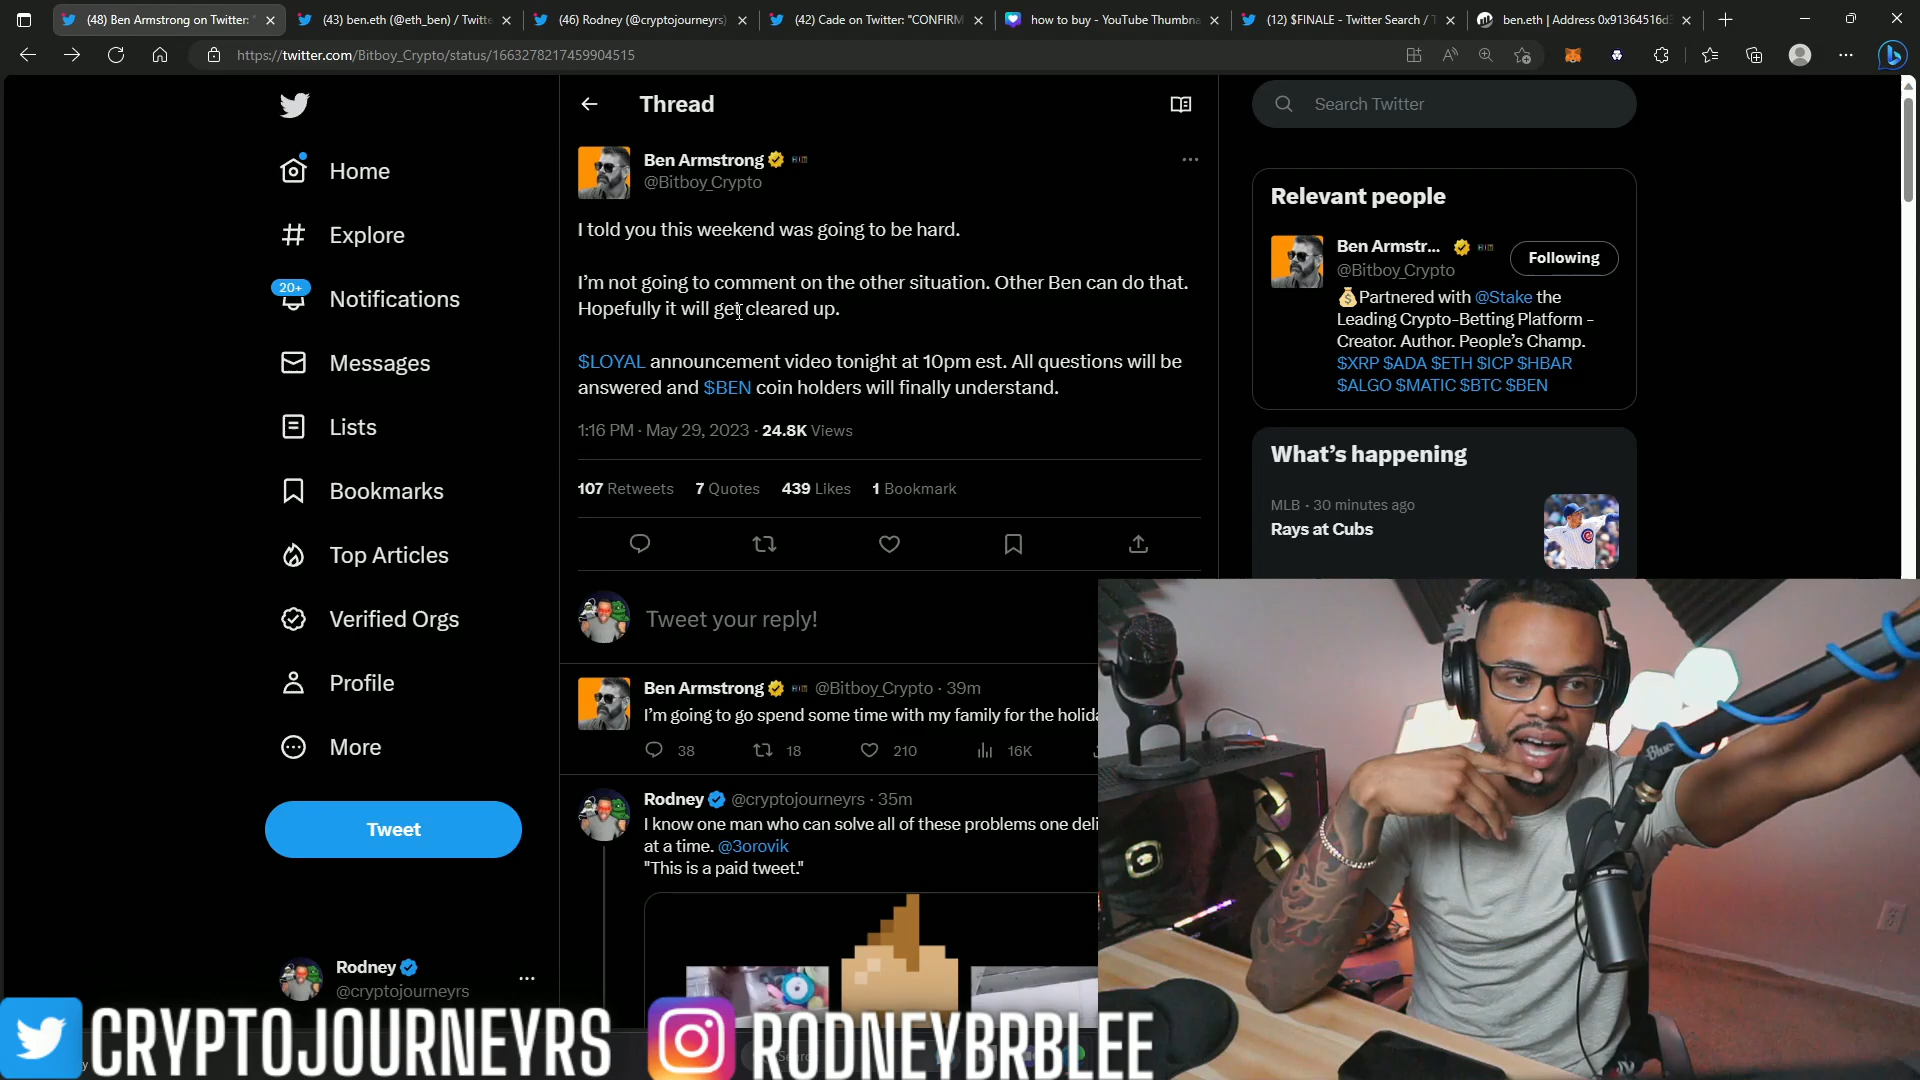 (48) Ben Armstrong on Twitter: "
(43) ben.eth (@eth_ben) / Twitte
(46) Rodney (@cryptojourneyrs)
(42) Cade on Twitter: "CONFIRM
how to buy - YouTube Thumbna
(12) $FINALE - Twitter Search / T
ben.eth | Address 0x91364516d
https://twitter.com/Bitboy_Crypto/status/1663278217459904515
Home
Explore
20+
Notifications
Messages
Lists
Bookmarks
Top Articles
Verified Orgs
Profile
More
Tweet
Rodney
@cryptojourneyrs
Thread
Ben Armstrong
@Bitboy_Crypto
I told you this weekend was going to be hard.
I'm not going to comment on the other situation. Other Ben can do that.
Hopefully it will get cleared up.
$LOYAL announcement video tonight at 10pm est. All questions will be
answered and $BEN coin holders will finally understand.
1:16 PM · May 29, 2023 · 24.8K Views
107 Retweets 7 Quotes 439 Likes 1 Bookmark
Tweet your reply!
Ben Armstrong @Bitboy_Crypto · 39m
I'm going to go spend some time with my family for the holida
38 18 210 16K
Rodney @cryptojourneyrs · 35m
I know one man who can solve all of these problems one deli
at a time. @3orovik
"This is a paid tweet."
Search Twitter
Relevant people
Ben Armstr...
Following
@Bitboy_Crypto
💰Partnered with @Stake the
Leading Crypto-Betting Platform -
Creator. Author. People's Champ.
$XRP $ADA $ETH $ICP $HBAR
$ALGO $MATIC $BTC $BEN
What's happening
MLB · 30 minutes ago
Rays at Cubs
Blue
CRYPTOJOURNEYRS
RODNEYBRBLEE